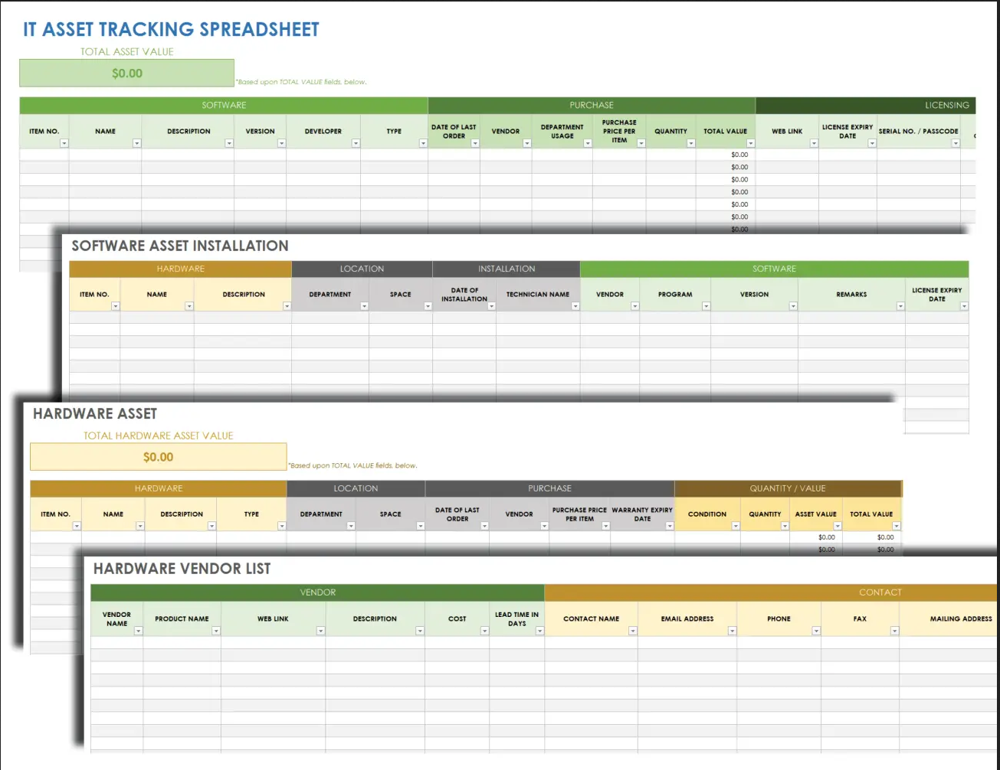 IT ASSET TRACKING SPREADSHEET
TOTAL ASSET VALUE
$0.00
*Based upon TOTAL VALUE fields, below.
SOFTWARE PURCHASE LICENSING
ITEM NO. NAME DESCRIPTION VERSION DEVELOPER TYPE DATE OF LAST ORDER VENDOR DEPARTMENT USAGE PURCHASE PRICE PER ITEM QUANTITY TOTAL VALUE WEB LINK LICENSE EXPIRY DATE SERIAL NO. / PASSCODE
$0.00
$0.00
$0.00
$0.00
$0.00
$0.00
$0.00
SOFTWARE ASSET INSTALLATION
HARDWARE LOCATION INSTALLATION SOFTWARE
ITEM NO. NAME DESCRIPTION DEPARTMENT SPACE DATE OF INSTALLATION TECHNICIAN NAME VENDOR PROGRAM VERSION REMARKS LICENSE EXPIRY DATE
HARDWARE ASSET
TOTAL HARDWARE ASSET VALUE
$0.00
*Based upon TOTAL VALUE fields, below.
HARDWARE LOCATION PURCHASE QUANTITY / VALUE
ITEM NO. NAME DESCRIPTION TYPE DEPARTMENT SPACE DATE OF LAST ORDER VENDOR PURCHASE PRICE PER ITEM WARRANTY EXPIRY DATE CONDITION QUANTITY ASSET VALUE TOTAL VALUE
$0.00 $0.00
$0.00 $0.00
HARDWARE VENDOR LIST
VENDOR CONTACT
VENDOR NAME PRODUCT NAME WEB LINK DESCRIPTION COST LEAD TIME IN DAYS CONTACT NAME EMAIL ADDRESS PHONE FAX MAILING ADDRESS